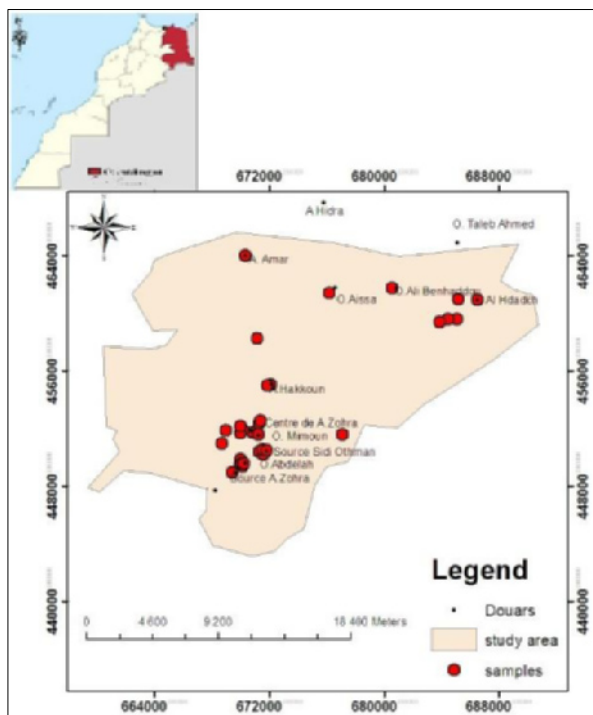 672000
680000
688000
A Hidra
O. Taleb Ahmed
464000
464000
A. Amar
O. Aissa
O. Ali Benhaddou
Al Hdadch
456000
456000
A. Hakkoun
Centre de A Zohra
O. Mimoun
Source Sidi Othman
O. Abdelah
Source A.Zohra
448000
448000
Legend
Douars
440000
440000
0 4 600 9 200 18 400 Meters
study area
samples
664000
672000
680000
688000